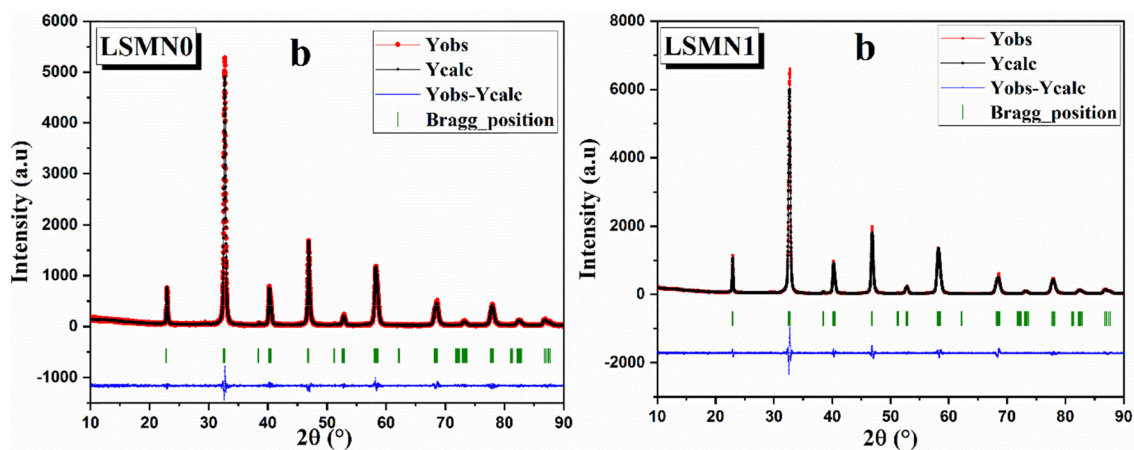 LSMN0
b
Yobs
Ycalc
Yobs-Ycalc
Bragg_position
6000
5000
4000
3000
2000
1000
0
-1000
Intensity (a.u)
10 20 30 40 50 60 70 80 90
2θ (°)
LSMN1
b
Yobs
Ycalc
Yobs-Ycalc
Bragg_position
8000
6000
4000
2000
0
-2000
Intensity (a.u)
10 20 30 40 50 60 70 80 90
2θ (°)